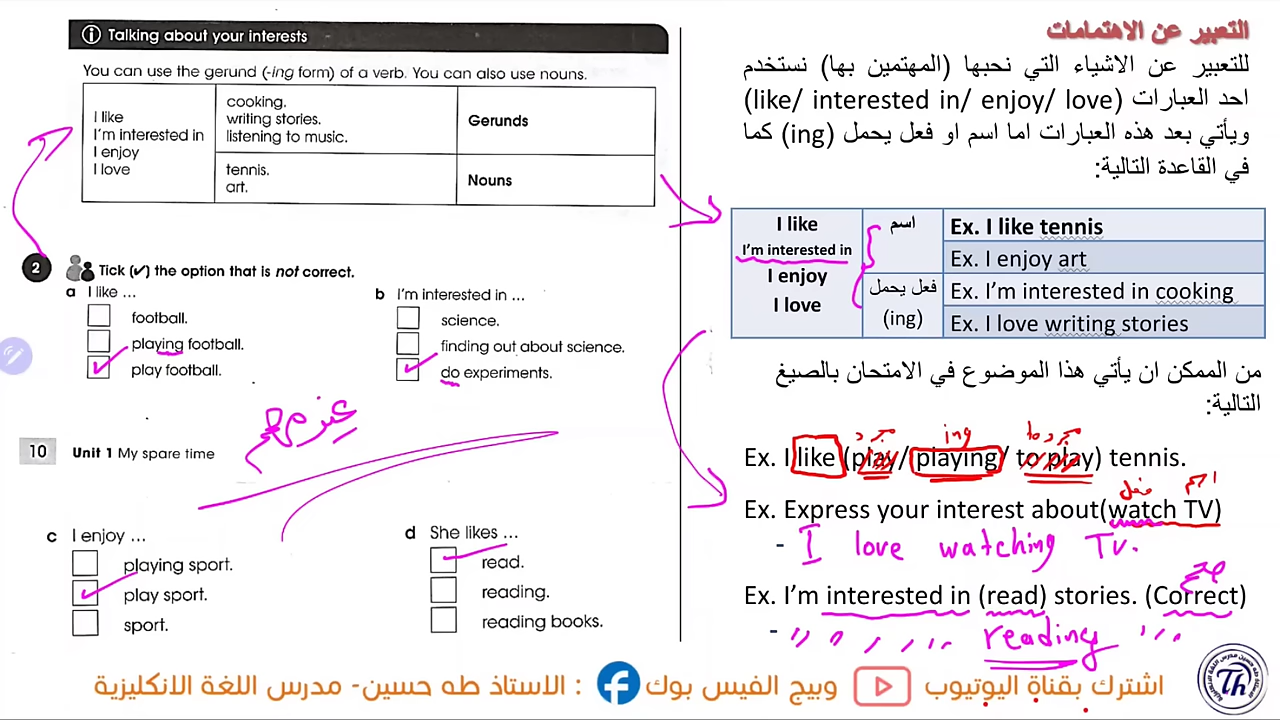 Talking about your interests
You can use the gerund (-ing form) of a verb. You can also use nouns.
I like
I'm interested in
I enjoy
I love
cooking.
writing stories.
listening to music.
Gerunds
tennis.
art.
Nouns
2 Tick (✔) the option that is not correct.
a I like ...
football.
playing football.
play football.
b I'm interested in ...
science.
finding out about science.
do experiments.
10 Unit 1 My spare time
c I enjoy ...
playing sport.
play sport.
sport.
d She likes ...
read.
reading.
reading books.
التعبير عن الاهتمامات
للتعبير عن الاشياء التي نحبها (المهتمين بها) نستخدم
احد العبارات (like/ interested in/ enjoy/ love)
ويأتي بعد هذه العبارات اما اسم او فعل يحمل (ing) كما
في القاعدة التالية:
I like
I'm interested in
I enjoy
I love
اسم
Ex. I like tennis
Ex. I enjoy art
فعل يحمل
(ing)
Ex. I'm interested in cooking
Ex. I love writing stories
من الممكن ان يأتي هذا الموضوع في الامتحان بالصيغ
التالية:
مجرد ing to مجرد
Ex. I like (play/ playing/ to play) tennis.
فعل اسم
Ex. Express your interest about(watch TV)
- I love watching TV.
Ex. I'm interested in (read) stories. (Correct)
- reading
اشترك بقناة اليوتيوب وبيج الفيس بوك : الاستاذ طه حسين- مدرس اللغة الانكليزية
Th